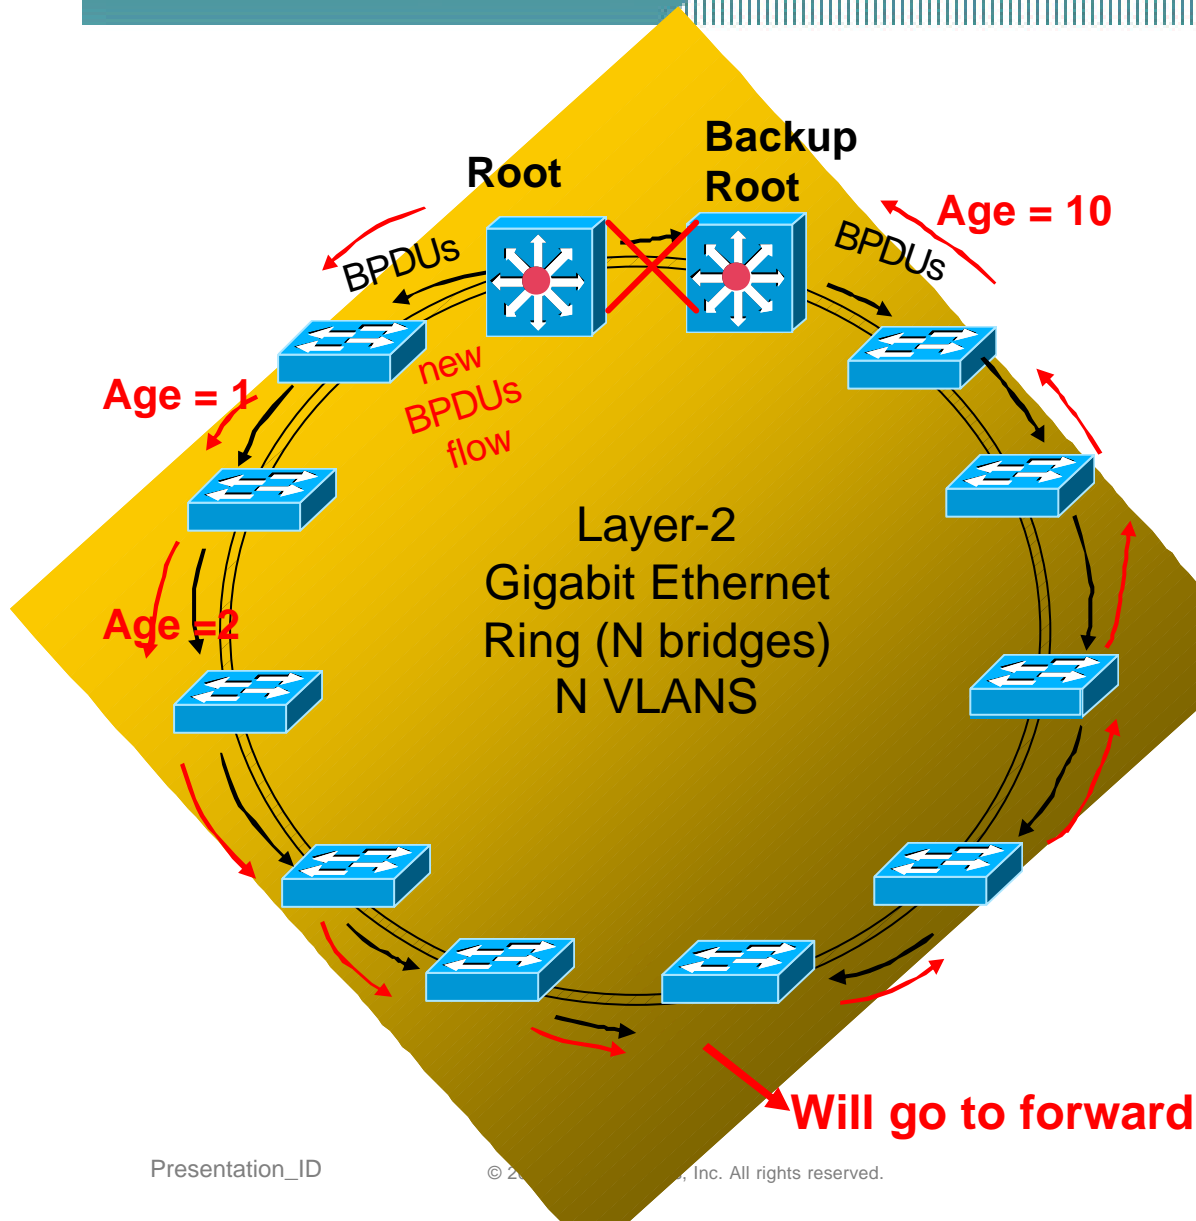 Backup
Root
Root
Age = 10
BPDUs
BPDUs
new
BPDUs
flow
Age = 1
Layer-2
Gigabit Ethernet
Ring (N bridges)
N VLANS
Age =2
Will go to forward
Presentation_ID
© 2 , Inc. All rights reserved.